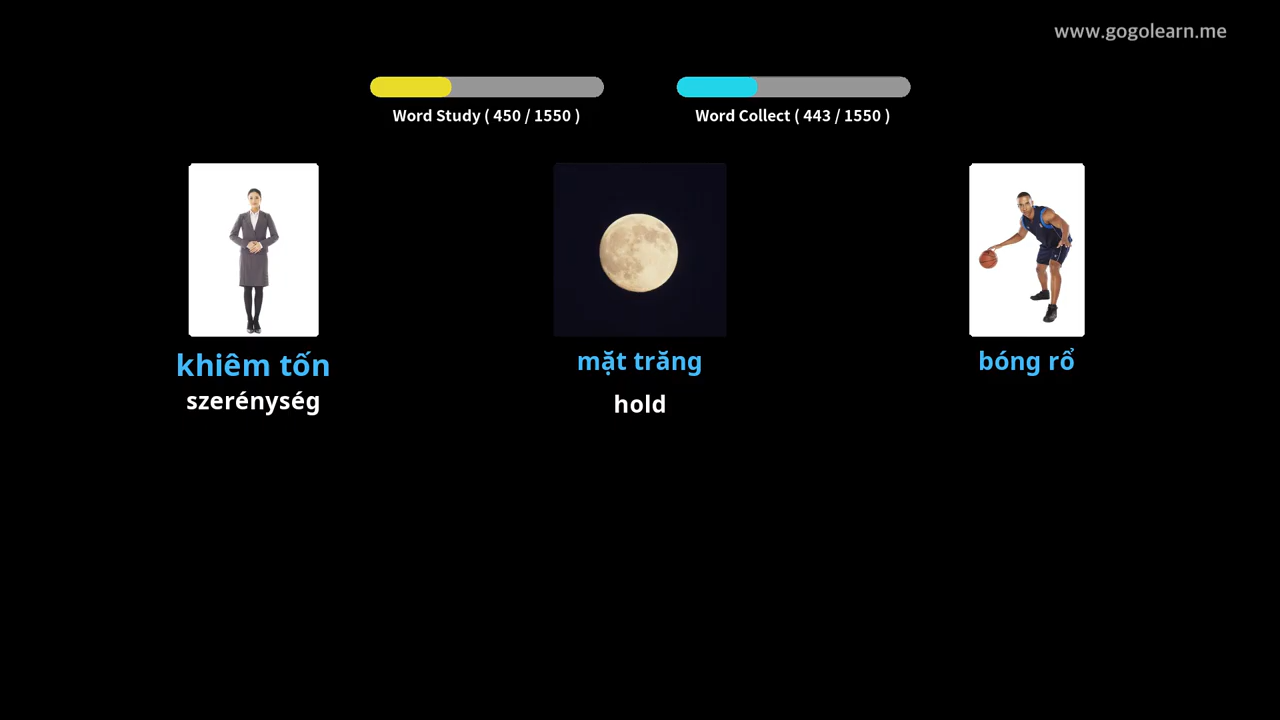 www.gogolearn.me
Word Study ( 450 / 1550 )
Word Collect ( 443 / 1550 )
khiêm tốn
szerénység
mặt trăng
hold
bóng rổ